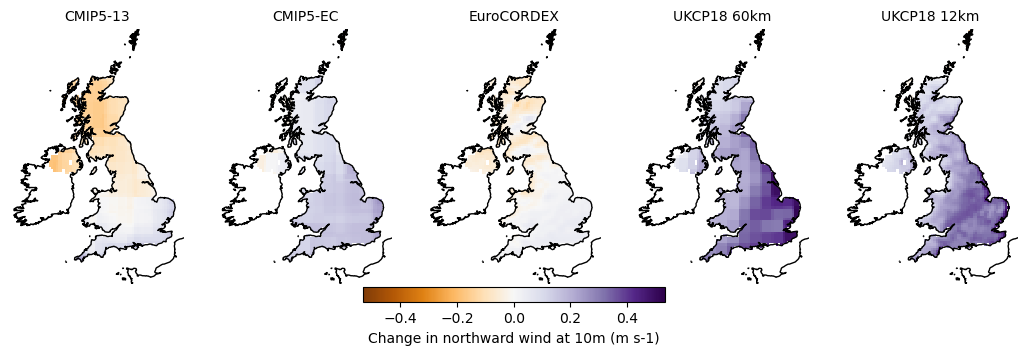 CMIP5-13 CMIP5-EC EuroCORDEX UKCP18 60km UKCP18 12km
−0.4 −0.2 0.0 0.2 0.4
Change in northward wind at 10m (m s-1)